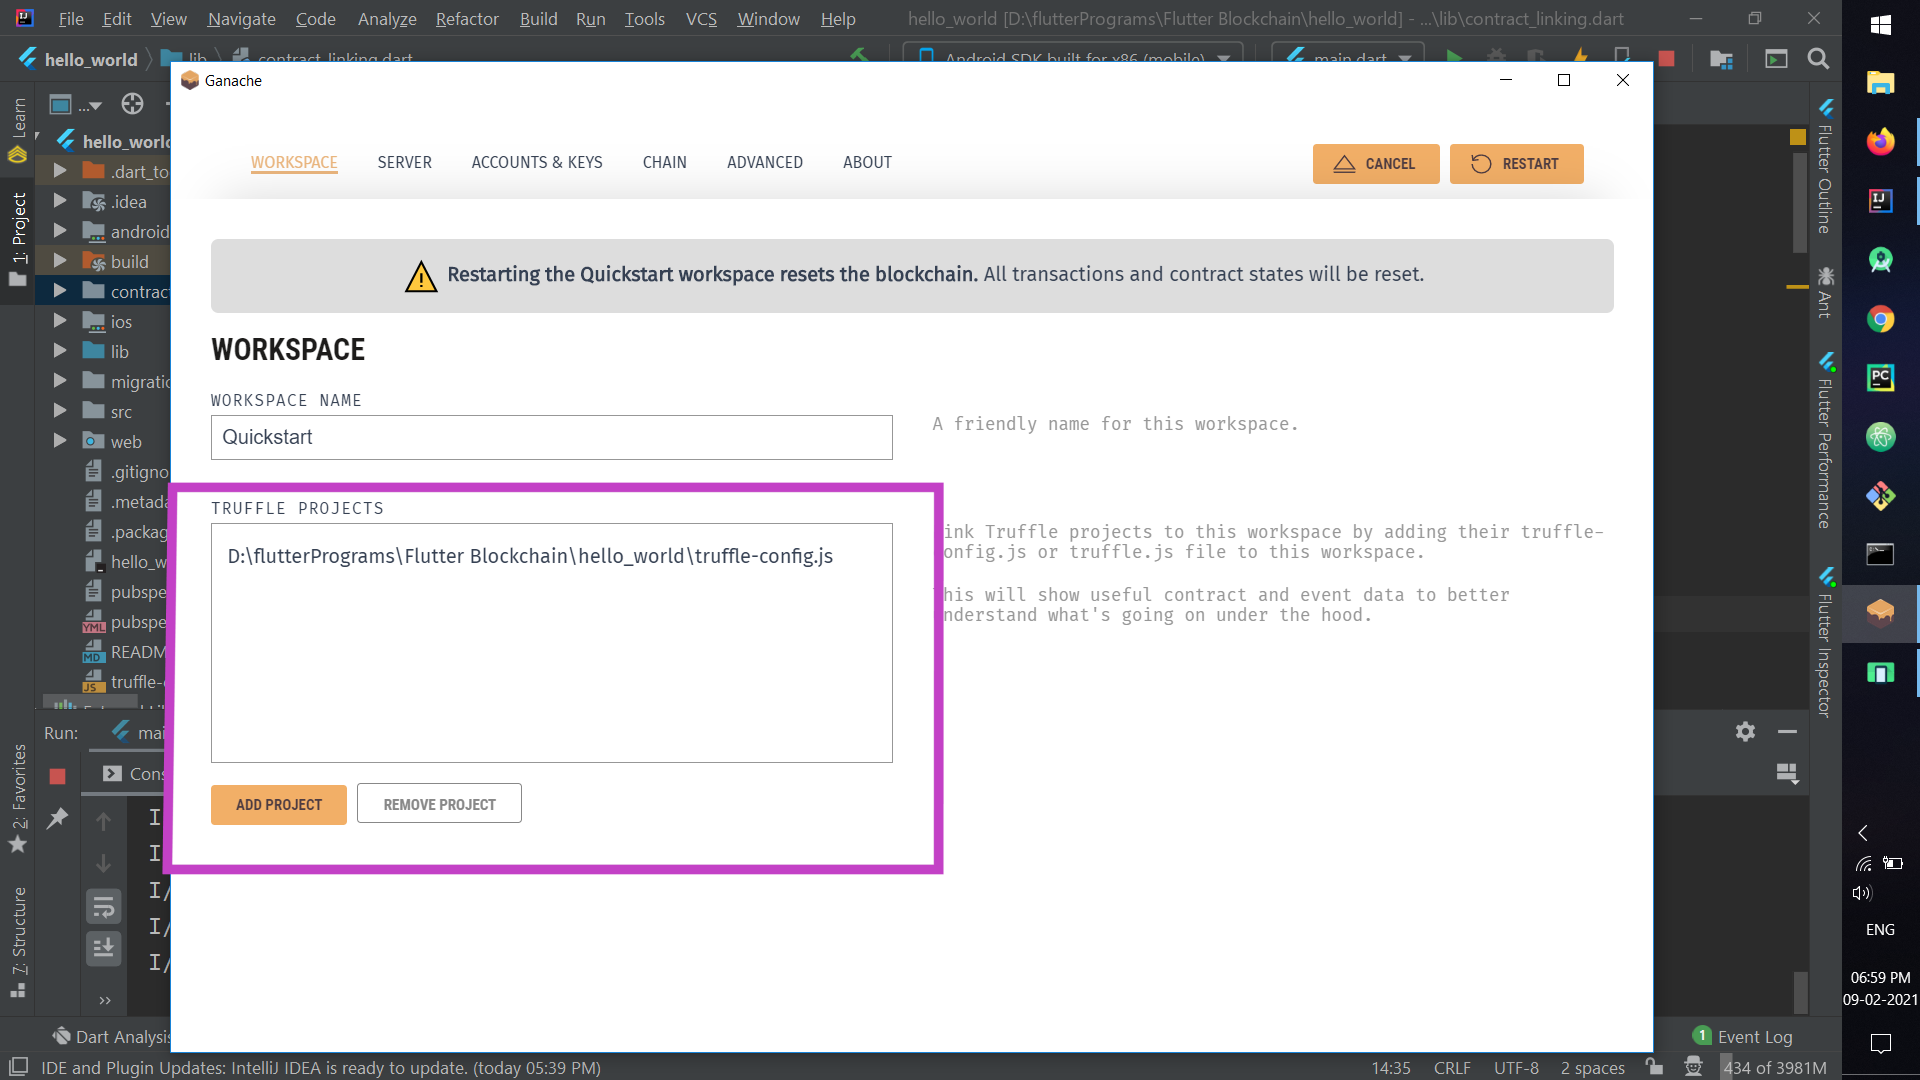 File Edit View Navigate Code Analyze Refactor Build Run Tools VCS Window Help hello_world [D:\flutterPrograms\Flutter Blockchain\hello_world] - ...\lib\contract_linking.dart
hello_world lib contract_linking.dart Android SDK built for x86 (mobile) main.dart
Ganache
WORKSPACE SERVER ACCOUNTS & KEYS CHAIN ADVANCED ABOUT CANCEL RESTART
Restarting the Quickstart workspace resets the blockchain. All transactions and contract states will be reset.
WORKSPACE
WORKSPACE NAME
Quickstart
A friendly name for this workspace.
TRUFFLE PROJECTS
D:\flutterPrograms\Flutter Blockchain\hello_world\truffle-config.js
ink Truffle projects to this workspace by adding their truffle-
onfig.js or truffle.js file to this workspace.
his will show useful contract and event data to better
nderstand what's going on under the hood.
ADD PROJECT REMOVE PROJECT
Learn
1: Project
2: Favorites
7: Structure
...
hello_world
.dart_to
.idea
android
build
contract
ios
lib
migratio
src
web
.gitigno
.metada
.packag
hello_w
pubspe
YML pubspe
MD READM
JS truffle-c
Run: mai
Cons
I
I
I/
I/
I/
>>
Flutter Outline
Ant
Flutter Performance
Flutter Inspector
IJ
PC
ENG
06:59 PM
09-02-2021
Dart Analysis
1 Event Log
IDE and Plugin Updates: IntelliJ IDEA is ready to update. (today 05:39 PM) 14:35 CRLF UTF-8 2 spaces 434 of 3981M